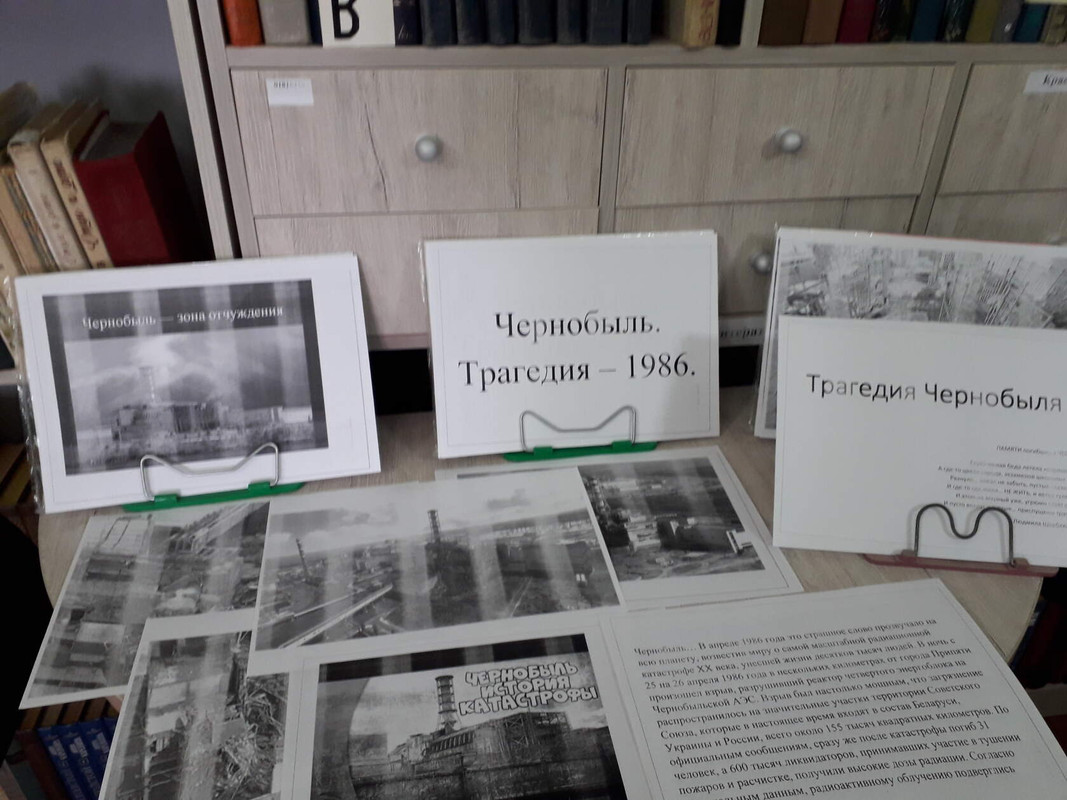 В
Крас
Чернобыль — зона отчуждения
Чернобыль.
Трагедия – 1986.
Трагедия Чернобыля
ПАМЯТИ погибш
ЧЕРНОБЫЛЬ
ИСТОРИЯ
КАТАСТРОФЫ
Чернобыль… В апреле 1986 года это страшное слово прозвучало на
всю планету, возвестив миру о самой масштабной радиационной
катастрофе XX века, унесшей жизни десятков тысяч людей. В ночь с
25 на 26 апреля 1986 года в нескольких километрах от города Припяти
произошел взрыв, разрушивший реактор четвертого энергоблока на
Чернобыльской АЭС. Взрыв был настолько мощным, что загрязнение
распространилось на значительные участки территории Советского
Союза, которые в настоящее время входят в состав Беларуси,
Украины и России, всего около 155 тысяч квадратных километров. По
официальным сообщениям, сразу же после катастрофы погиб 31
человек, а 600 тысяч ликвидаторов, принимавших участие в тушении
пожаров и расчистке, получили высокие дозы радиации. Согласно
данным, радиоактивному облучению подверглись